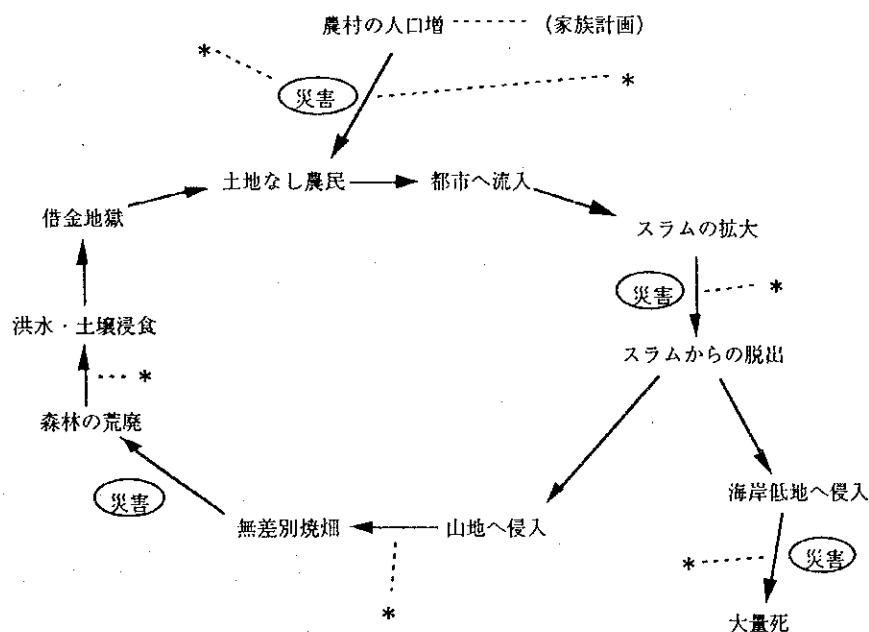 農村の人口増 (家族計画)
*
災害
*
土地なし農民
都市へ流入
借金地獄
スラムの拡大
災害
*
洪水・土壌浸食
スラムからの脱出
*
森林の荒廃
海岸低地へ侵入
災害
無差別焼畑
山地へ侵入
*
災害
*
大量死